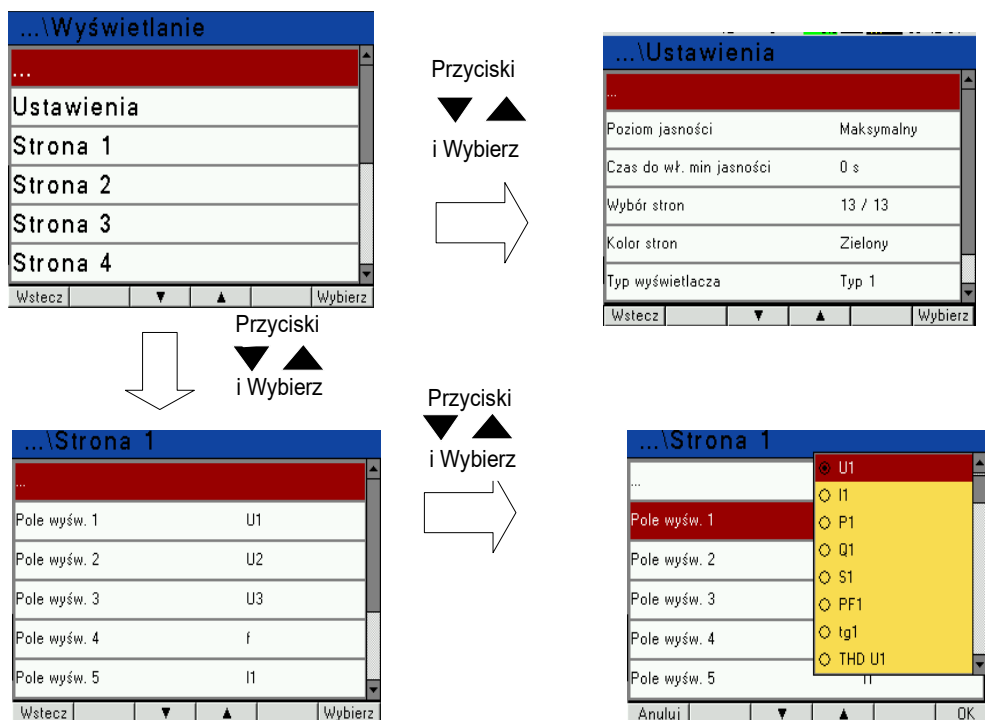 ...\Wyświetlanie
...
Ustawienia
Strona 1
Strona 2
Strona 3
Strona 4
Wstecz ▼ ▲ Wybierz
Przyciski
▼ ▲
i Wybierz
...\Ustawienia
...
Poziom jasności Maksymalny
Czas do wł. min jasności 0 s
Wybór stron 13 / 13
Kolor stron Zielony
Typ wyświetlacza Typ 1
Wstecz ▼ ▲ Wybierz
Przyciski
▼ ▲
i Wybierz
...\Strona 1
...
Pole wyśw. 1 U1
Pole wyśw. 2 U2
Pole wyśw. 3 U3
Pole wyśw. 4 f
Pole wyśw. 5 I1
Wstecz ▼ ▲ Wybierz
Przyciski
▼ ▲
i Wybierz
...\Strona 1
...
Pole wyśw. 1
Pole wyśw. 2
Pole wyśw. 3
Pole wyśw. 4
Pole wyśw. 5
U1
I1
P1
Q1
S1
PF1
tg1
THD U1
Anuluj ▼ ▲ OK